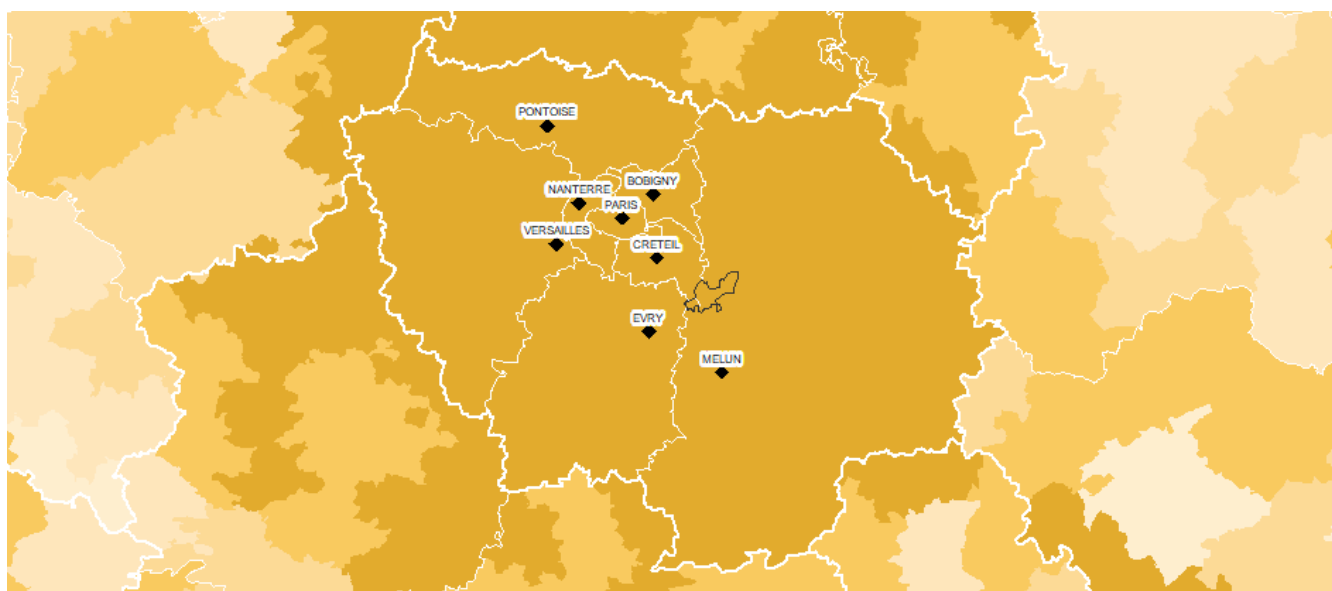 PONTOISE
BOBIGNY
NANTERRE
PARIS
VERSAILLES
CRETEIL
EVRY
MELUN